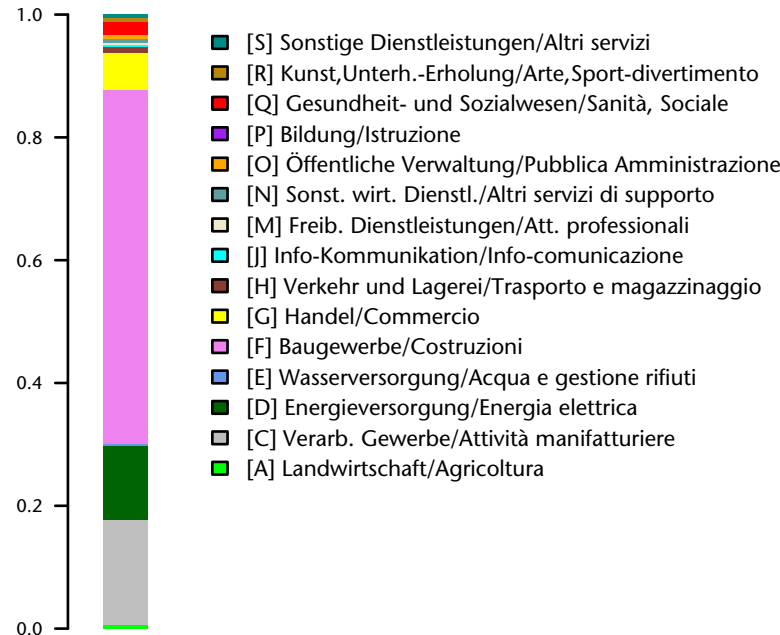 1.0
0.8
0.6
0.4
0.2
0.0
[S] Sonstige Dienstleistungen/Altri servizi
[R] Kunst,Unterh.-Erholung/Arte,Sport-divertimento
[Q] Gesundheit- und Sozialwesen/Sanità, Sociale
[P] Bildung/Istruzione
[O] Öffentliche Verwaltung/Pubblica Amministrazione
[N] Sonst. wirt. Dienstl./Altri servizi di supporto
[M] Freib. Dienstleistungen/Att. professionali
[J] Info-Kommunikation/Info-comunicazione
[H] Verkehr und Lagerei/Trasporto e magazzinaggio
[G] Handel/Commercio
[F] Baugewerbe/Costruzioni
[E] Wasserversorgung/Acqua e gestione rifiuti
[D] Energieversorgung/Energia elettrica
[C] Verarb. Gewerbe/Attività manifatturiere
[A] Landwirtschaft/Agricoltura